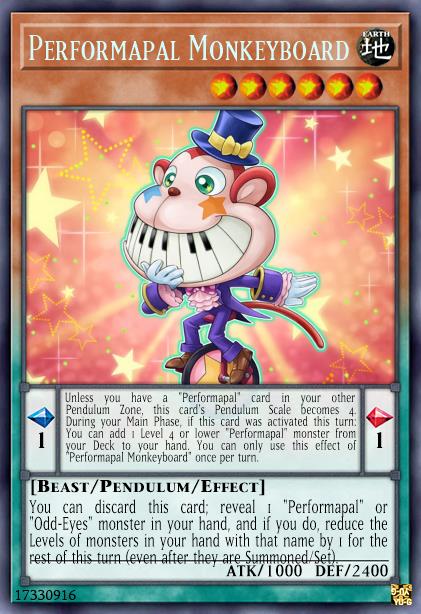 PERFORMAPAL MONKEYBOARD
EARTH
地
Unless you have a "Performapal" card in your other
Pendulum Zone, this card's Pendulum Scale becomes 4.
During your Main Phase, if this card was activated this turn:
You can add 1 Level 4 or lower "Performapal" monster from
your Deck to your hand. You can only use this effect of
"Performapal Monkeyboard" once per turn.
1
1
[BEAST/PENDULUM/EFFECT]
You can discard this card; reveal 1 "Performapal" or
"Odd-Eyes" monster in your hand, and if you do, reduce the
Levels of monsters in your hand with that name by 1 for the
rest of this turn (even after they are Summoned/Set).
ATK/1000 DEF/2400
17330916